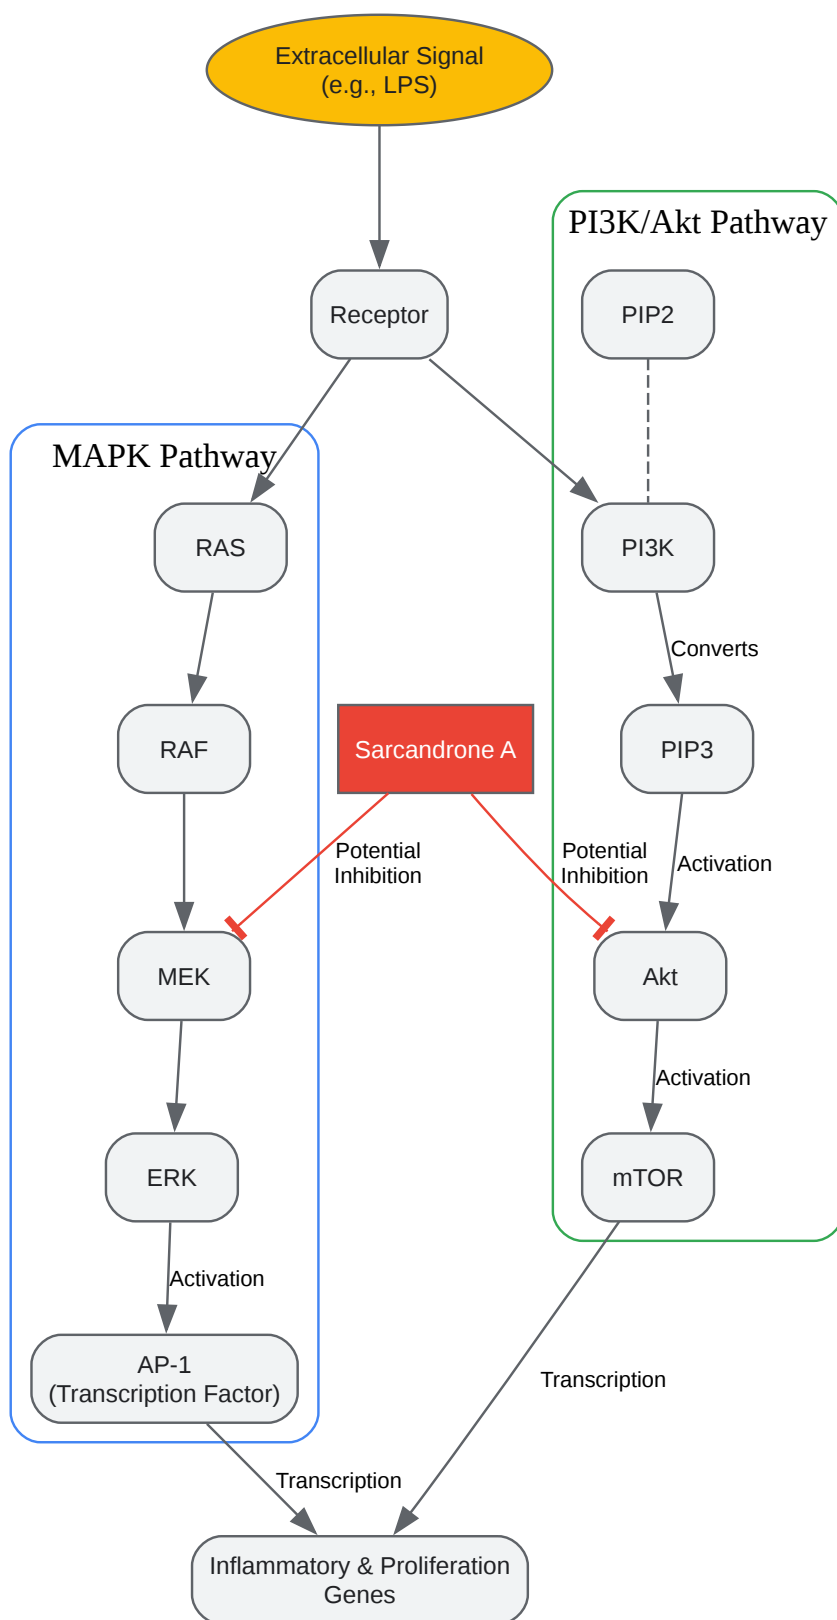 Extracellular Signal
(e.g., LPS)
PI3K/Akt Pathway
Receptor
PIP2
MAPK Pathway
RAS
PI3K
Converts
RAF
Sarcandrone A
PIP3
Potential
Inhibition
Potential
Inhibition
Activation
MEK
Akt
Activation
ERK
mTOR
Activation
AP-1
(Transcription Factor)
Transcription
Transcription
Inflammatory & Proliferation
Genes